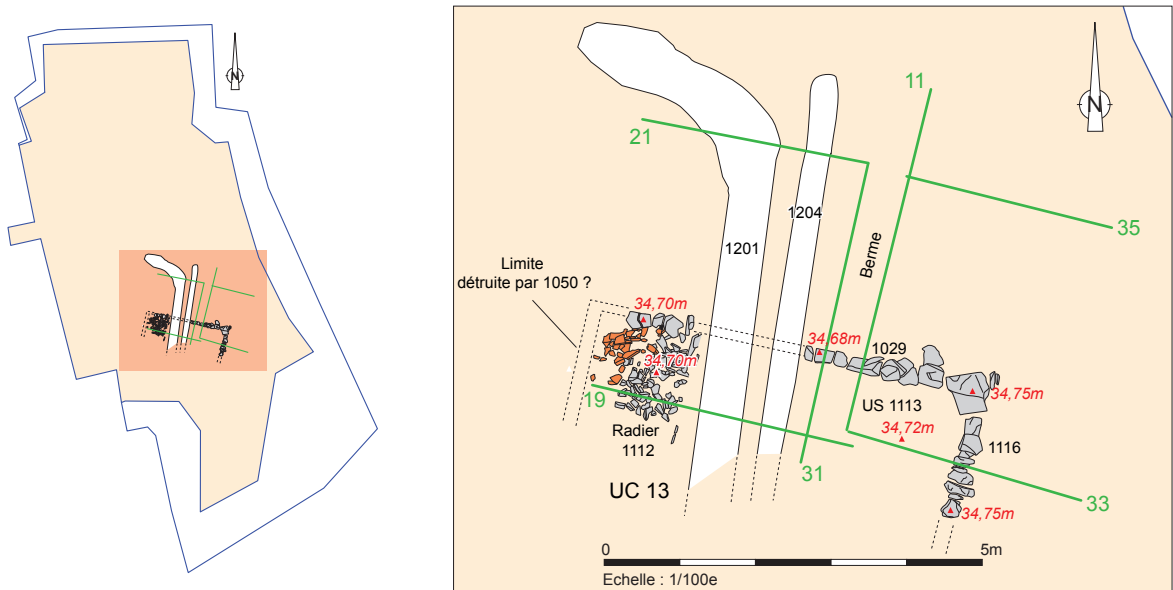 N
N
11
21
1204
35
1201
Berme
Limite
détruite par 1050 ?
34,70m
34,68m
1029
34,70m
34,75m
19
US 1113
34,72m
Radier
1112
1116
31
UC 13
33
34,75m
0
5m
Echelle : 1/100e